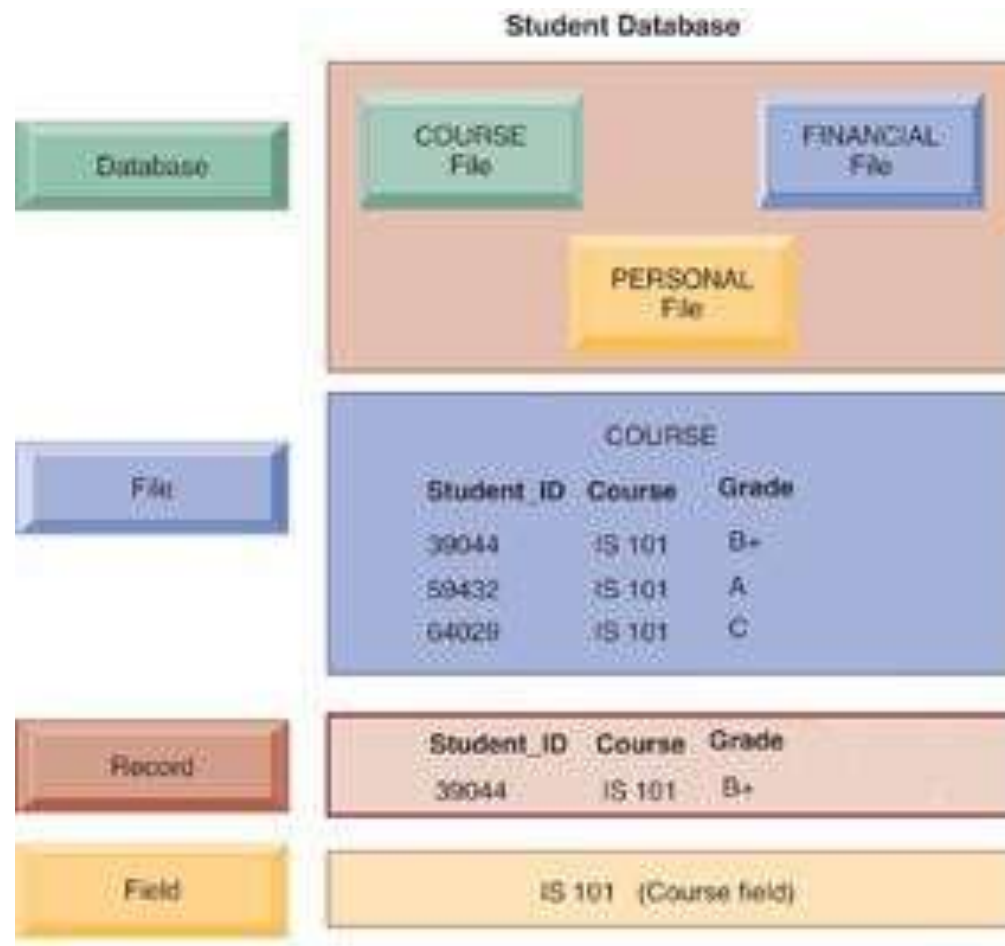 Student Database
Database
COURSE
File
FINANCIAL
File
PERSONAL
File
File
COURSE
Student_ID Course Grade
39044 IS 101 B+
59432 IS 101 A
64029 IS 101 C
Record
Student_ID Course Grade
39044 IS 101 B+
Field
IS 101 (Course field)